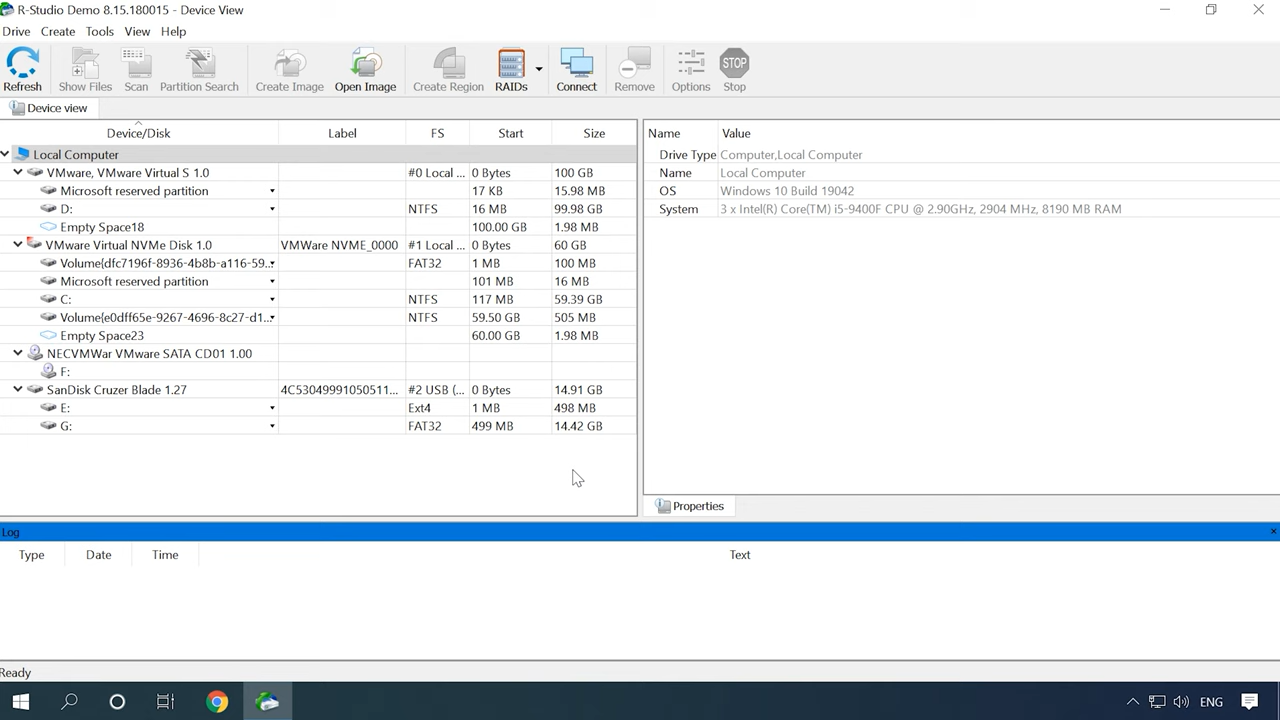 R-Studio Demo 8.15.180015 - Device View
Drive Create Tools View Help
Refresh Show Files Scan Partition Search Create Image Open Image Create Region RAIDs Connect Remove Options STOP Stop
Device view
Device/Disk Label FS Start Size
Local Computer
VMware, VMware Virtual S 1.0 #0 Local ... 0 Bytes 100 GB
Microsoft reserved partition 17 KB 15.98 MB
D: NTFS 16 MB 99.98 GB
Empty Space18 100.00 GB 1.98 MB
VMware Virtual NVMe Disk 1.0 VMWare NVME_0000 #1 Local ... 0 Bytes 60 GB
Volume{dfc7196f-8936-4b8b-a116-59... FAT32 1 MB 100 MB
Microsoft reserved partition 101 MB 16 MB
C: NTFS 117 MB 59.39 GB
Volume{e0dff65e-9267-4696-8c27-d1... NTFS 59.50 GB 505 MB
Empty Space23 60.00 GB 1.98 MB
NECVMWar VMware SATA CD01 1.00
F:
SanDisk Cruzer Blade 1.27 4C53049991050511... #2 USB (... 0 Bytes 14.91 GB
E: Ext4 1 MB 498 MB
G: FAT32 499 MB 14.42 GB
Name Value
Drive Type Computer,Local Computer
Name Local Computer
OS Windows 10 Build 19042
System 3 x Intel(R) Core(TM) i5-9400F CPU @ 2.90GHz, 2904 MHz, 8190 MB RAM
Properties
Log
Type Date Time Text
Ready
ENG